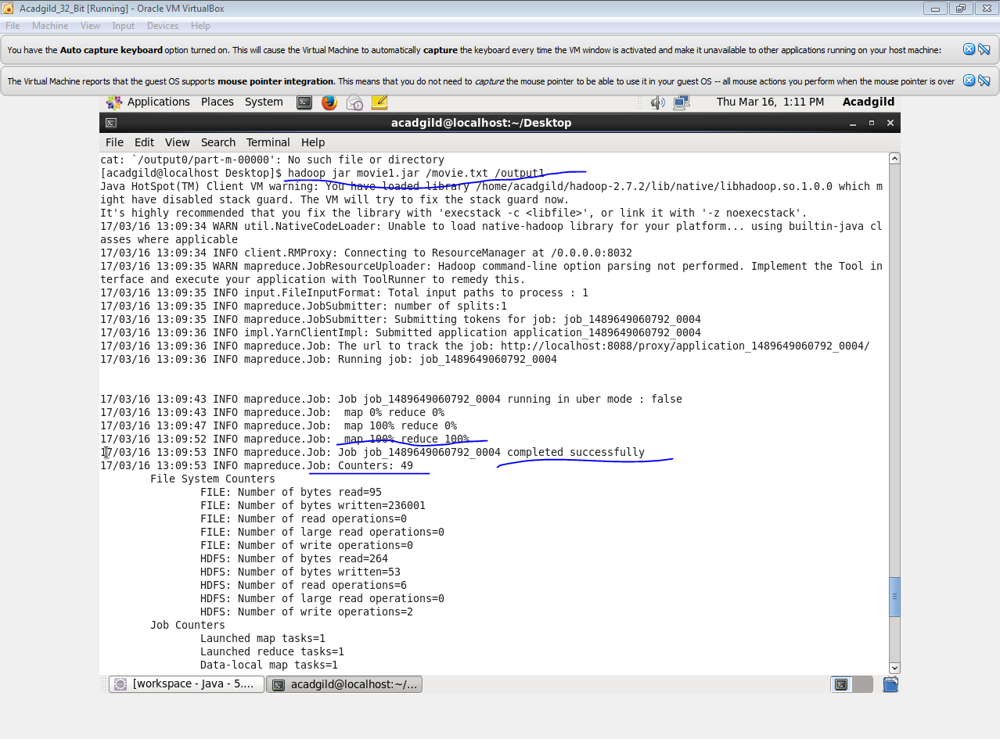 Acadgild_32_Bit [Running] - Oracle VM VirtualBox
File Machine View Input Devices Help
You have the Auto capture keyboard option turned on. This will cause the Virtual Machine to automatically capture the keyboard every time the VM window is activated and make it unavailable to other applications running on your host machine:
The Virtual Machine reports that the guest OS supports mouse pointer integration. This means that you do not need to capture the mouse pointer to be able to use it in your guest OS -- all mouse actions you perform when the mouse pointer is over
Applications Places System Thu Mar 16, 1:11 PM Acadgild
acadgild@localhost:~/Desktop
File Edit View Search Terminal Help
cat: `/output0/part-m-00000': No such file or directory
[acadgild@localhost Desktop]$ hadoop jar movie1.jar /movie.txt /output1
Java HotSpot(TM) Client VM warning: You have loaded library /home/acadgild/hadoop-2.7.2/lib/native/libhadoop.so.1.0.0 which m
ight have disabled stack guard. The VM will try to fix the stack guard now.
It's highly recommended that you fix the library with 'execstack -c <libfile>', or link it with '-z noexecstack'.
17/03/16 13:09:34 WARN util.NativeCodeLoader: Unable to load native-hadoop library for your platform... using builtin-java cl
asses where applicable
17/03/16 13:09:34 INFO client.RMProxy: Connecting to ResourceManager at /0.0.0.0:8032
17/03/16 13:09:35 WARN mapreduce.JobResourceUploader: Hadoop command-line option parsing not performed. Implement the Tool in
terface and execute your application with ToolRunner to remedy this.
17/03/16 13:09:35 INFO input.FileInputFormat: Total input paths to process : 1
17/03/16 13:09:35 INFO mapreduce.JobSubmitter: number of splits:1
17/03/16 13:09:35 INFO mapreduce.JobSubmitter: Submitting tokens for job: job_1489649060792_0004
17/03/16 13:09:36 INFO impl.YarnClientImpl: Submitted application application_1489649060792_0004
17/03/16 13:09:36 INFO mapreduce.Job: The url to track the job: http://localhost:8088/proxy/application_1489649060792_0004/
17/03/16 13:09:36 INFO mapreduce.Job: Running job: job_1489649060792_0004
17/03/16 13:09:43 INFO mapreduce.Job: Job job_1489649060792_0004 running in uber mode : false
17/03/16 13:09:43 INFO mapreduce.Job:  map 0% reduce 0%
17/03/16 13:09:47 INFO mapreduce.Job:  map 100% reduce 0%
17/03/16 13:09:52 INFO mapreduce.Job:  map 100% reduce 100%
17/03/16 13:09:53 INFO mapreduce.Job: Job job_1489649060792_0004 completed successfully
17/03/16 13:09:53 INFO mapreduce.Job: Counters: 49
File System Counters
FILE: Number of bytes read=95
FILE: Number of bytes written=236001
FILE: Number of read operations=0
FILE: Number of large read operations=0
FILE: Number of write operations=0
HDFS: Number of bytes read=264
HDFS: Number of bytes written=53
HDFS: Number of read operations=6
HDFS: Number of large read operations=0
HDFS: Number of write operations=2
Job Counters
Launched map tasks=1
Launched reduce tasks=1
Data-local map tasks=1
[workspace - Java - 5.... acadgild@localhost:~/...